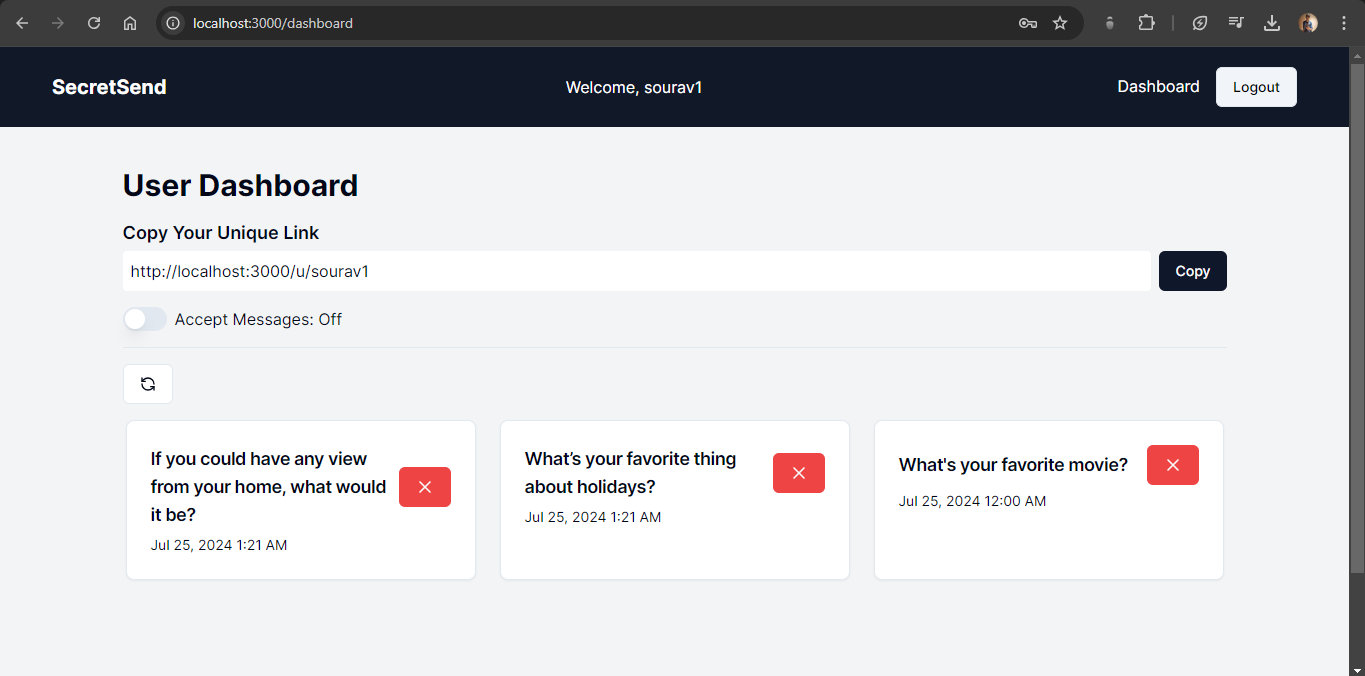 localhost:3000/dashboard
SecretSend
Welcome, sourav1
Dashboard
Logout
User Dashboard
Copy Your Unique Link
http://localhost:3000/u/sourav1
Copy
Accept Messages: Off
If you could have any view
from your home, what would
it be?
Jul 25, 2024 1:21 AM
What’s your favorite thing
about holidays?
Jul 25, 2024 1:21 AM
What's your favorite movie?
Jul 25, 2024 12:00 AM